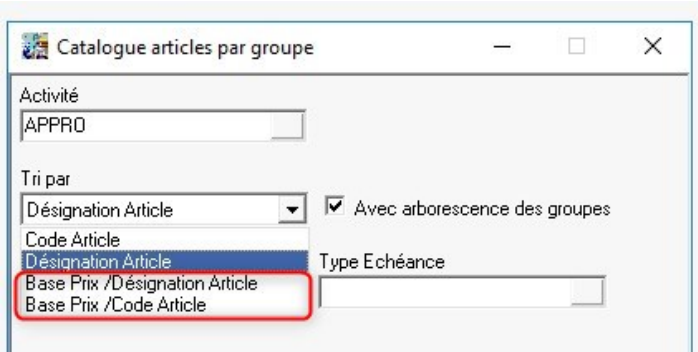 Catalogue articles par groupe
Activité
APPRO
Tri par
Désignation Article
Avec arborescence des groupes
Code Article
Désignation Article
Type Echéance
Base Prix /Désignation Article
Base Prix /Code Article